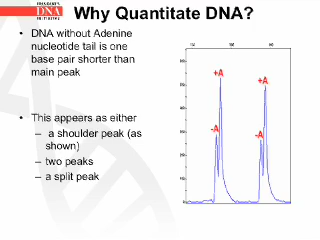 DNA
Why Quantitate DNA?
• DNA without Adenine
nucleotide tail is one
base pair shorter than
main peak
• This appears as either
– a shoulder peak (as
shown)
– two peaks
– a split peak
+A
-A
+A
-A